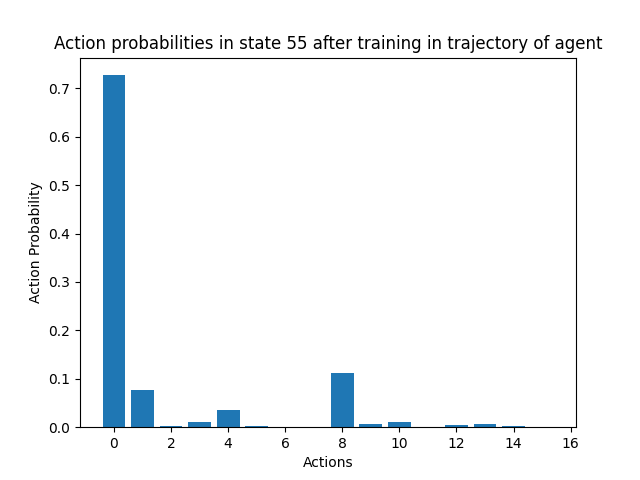 Action probabilities in state 55 after training in trajectory of agent
0.7
0.6
0.5
0.4
0.3
0.2
0.1
0.0
Action Probability
0 2 4 6 8 10 12 14 16
Actions